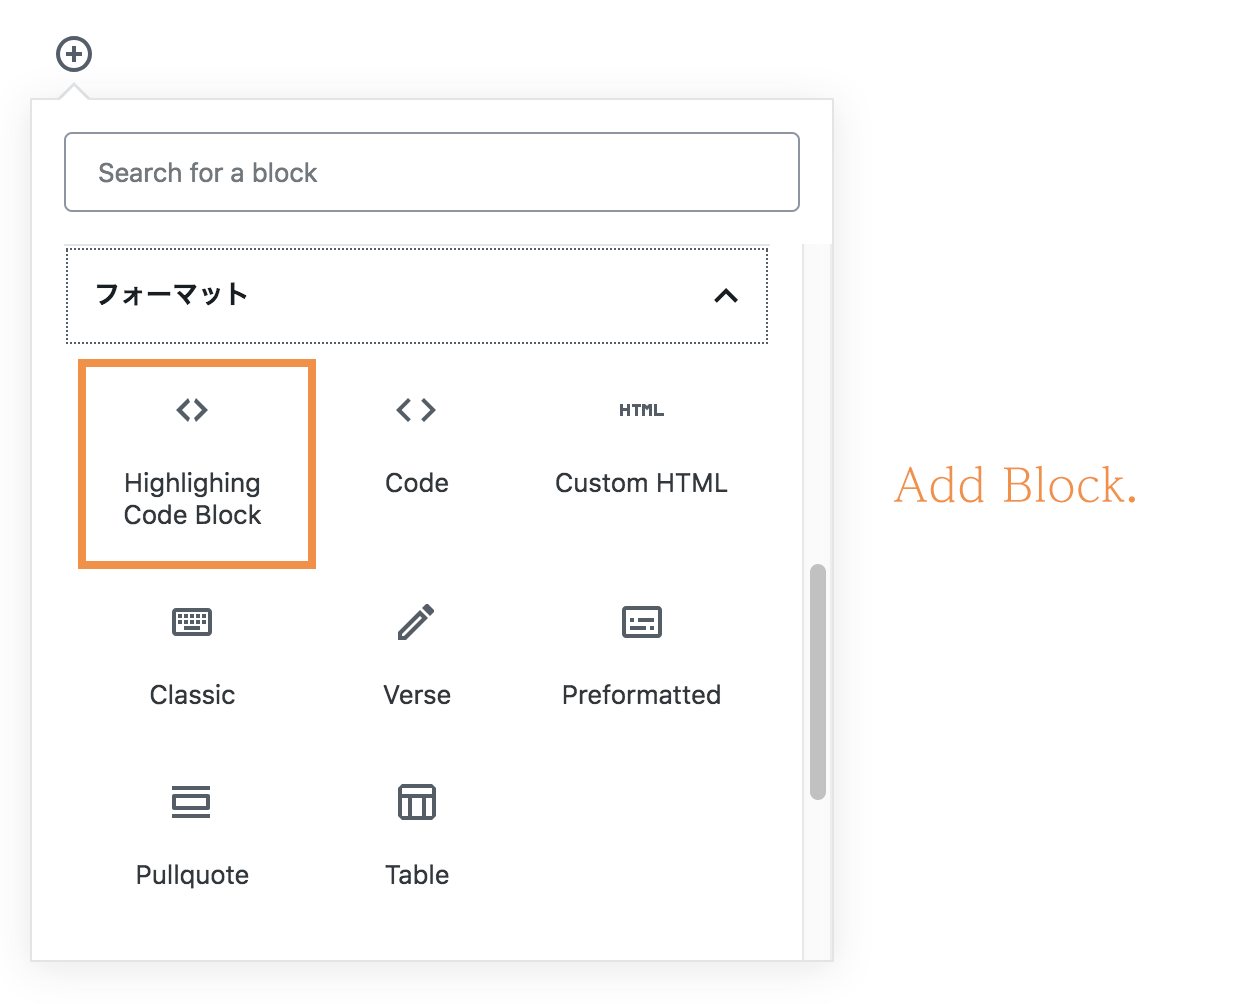 Search for a block
フォーマット
HTML
Highlighing
Code Block
Code
Custom HTML
Add Block.
Classic
Verse
Preformatted
Pullquote
Table